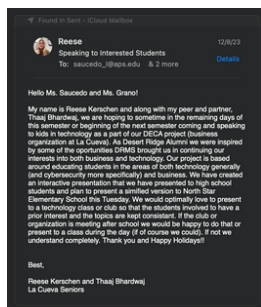 Found in Sent - iCloud Mailbox
Reese
12/8/23
Speaking to Interested Students
To: saucedo_l@aps.edu & 2 more
Details
Hello Ms. Saucedo and Ms. Grano!
My name is Reese Kerschen and along with my peer and partner,
Thaaj Bhardwaj, we are hoping to sometime in the remaining days of
this semester or beginning of the next semester coming and speaking
to kids in technology as a part of our DECA project (business
organization at La Cueva). As Desert Ridge Alumni we were inspired
by some of the oportunities DRMS brought us in continuing our
interests into both business and technology. Our project is based
around educating students in the areas of both technology generally
(and cybersecurity more specifically) and business. We have created
an interactive presentation that we have presented to high school
students and plan to present a simified version to North Star
Elementary School this Tuesday. We would optimally love to present
to a technology class or club so that the students involved to have a
prior interest and the topics are kept consistant. If the club or
organization is meeting after school we would be happy to do that or
present to a class during the day (if of course we could). If not we
understand completely. Thank you and Happy Holidays!!
Best,
Reese Kerschen and Thaaj Bhardwaj
La Cueva Seniors